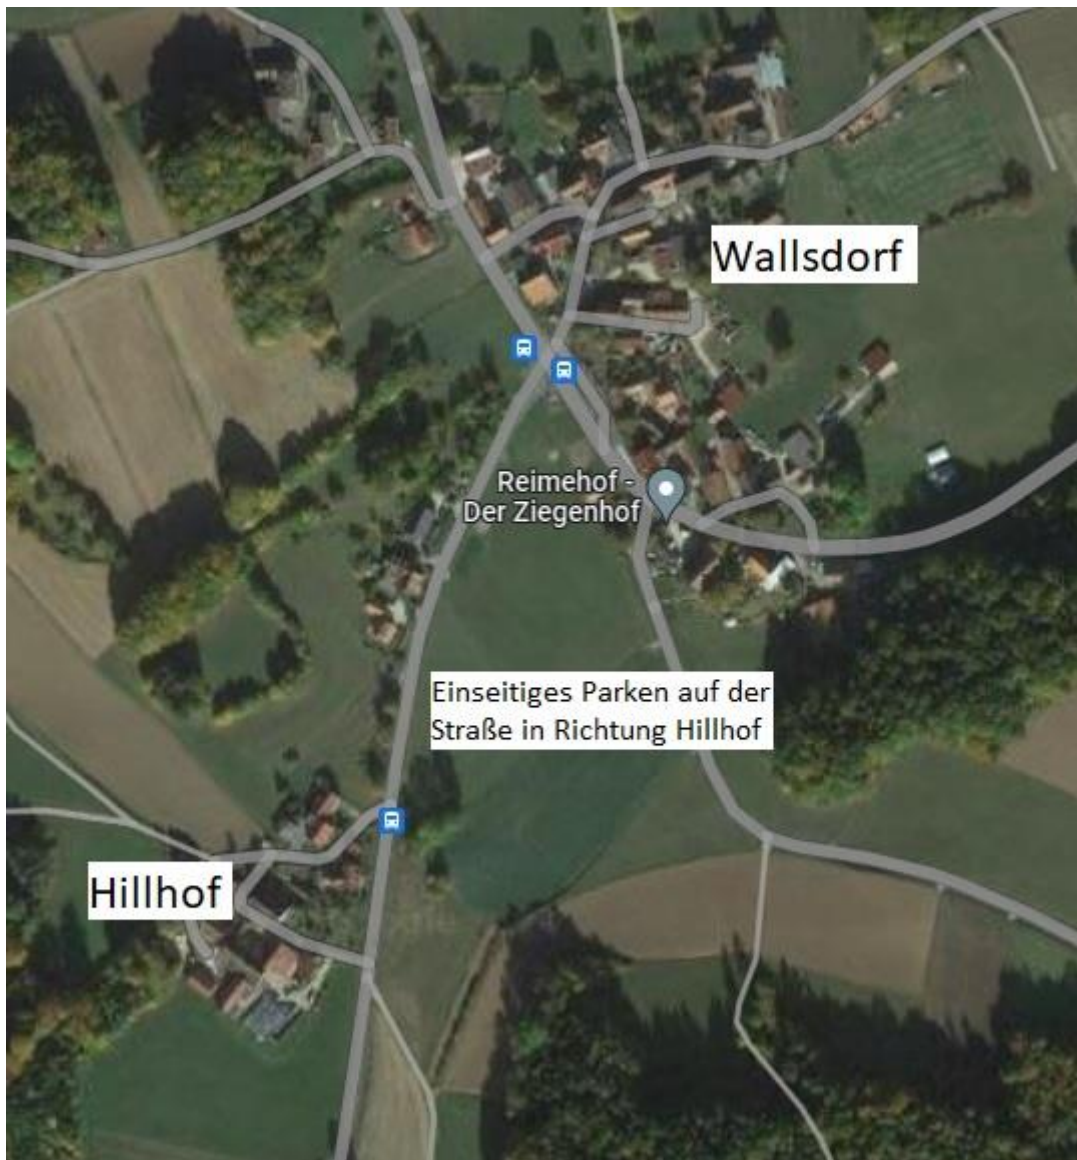 Wallsdorf
Reimehof -
Der Ziegenhof
Einseitiges Parken auf der
Straße in Richtung Hillhof
Hillhof